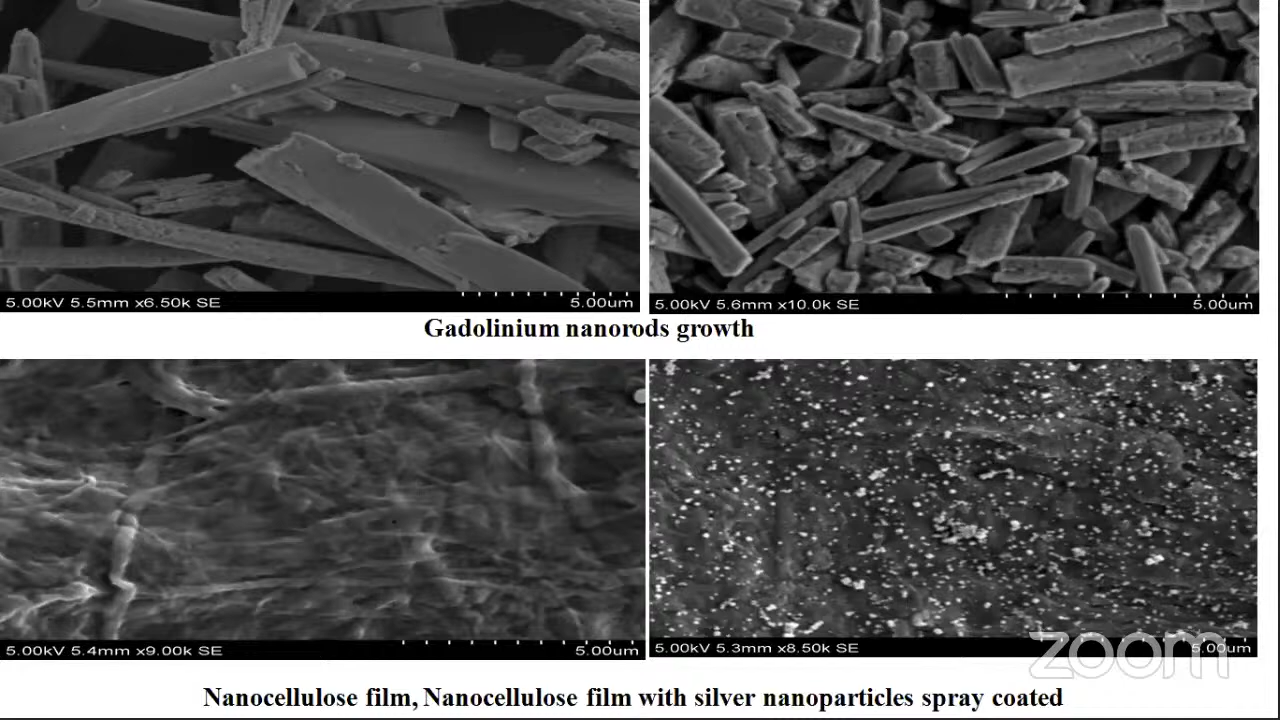 5.00kV 5.5mm x6.50k SE 5.00um
5.00kV 5.6mm x10.0k SE 5.00um
Gadolinium nanorods growth
5.00kV 5.4mm x9.00k SE 5.00um
5.00kV 5.3mm x8.50k SE 5.00um
zoom
Nanocellulose film, Nanocellulose film with silver nanoparticles spray coated